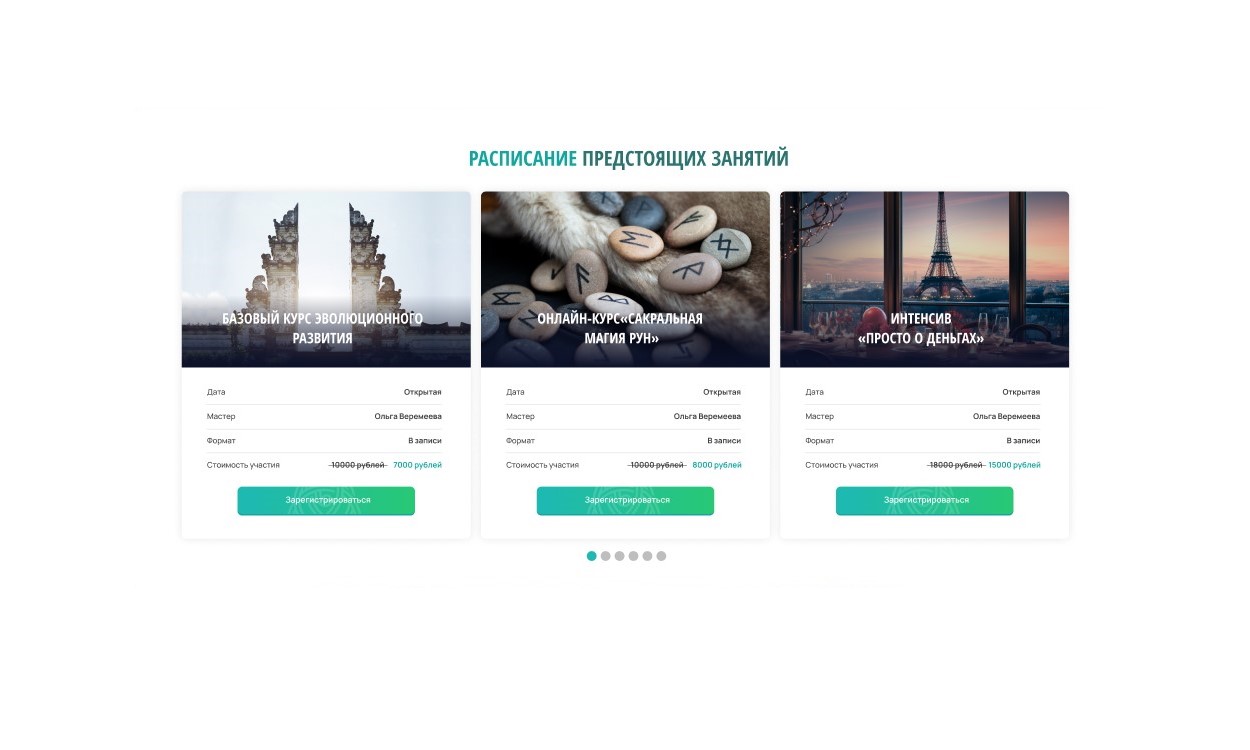 РАСПИСАНИЕ ПРЕДСТОЯЩИХ ЗАНЯТИЙ
БАЗОВЫЙ КУРС ЭВОЛЮЦИОННОГО
РАЗВИТИЯ
Дата Открытая
Мастер Ольга Веремеева
Формат В записи
Стоимость участия 10000 рублей 7000 рублей
Зарегистрироваться
ОНЛАЙН-КУРС«САКРАЛЬНАЯ
МАГИЯ РУН»
Дата Открытая
Мастер Ольга Веремеева
Формат В записи
Стоимость участия 10000 рублей 8000 рублей
Зарегистрироваться
ИНТЕНСИВ
«ПРОСТО О ДЕНЬГАХ»
Дата Открытая
Мастер Ольга Веремеева
Формат В записи
Стоимость участия 18000 рублей 15000 рублей
Зарегистрироваться